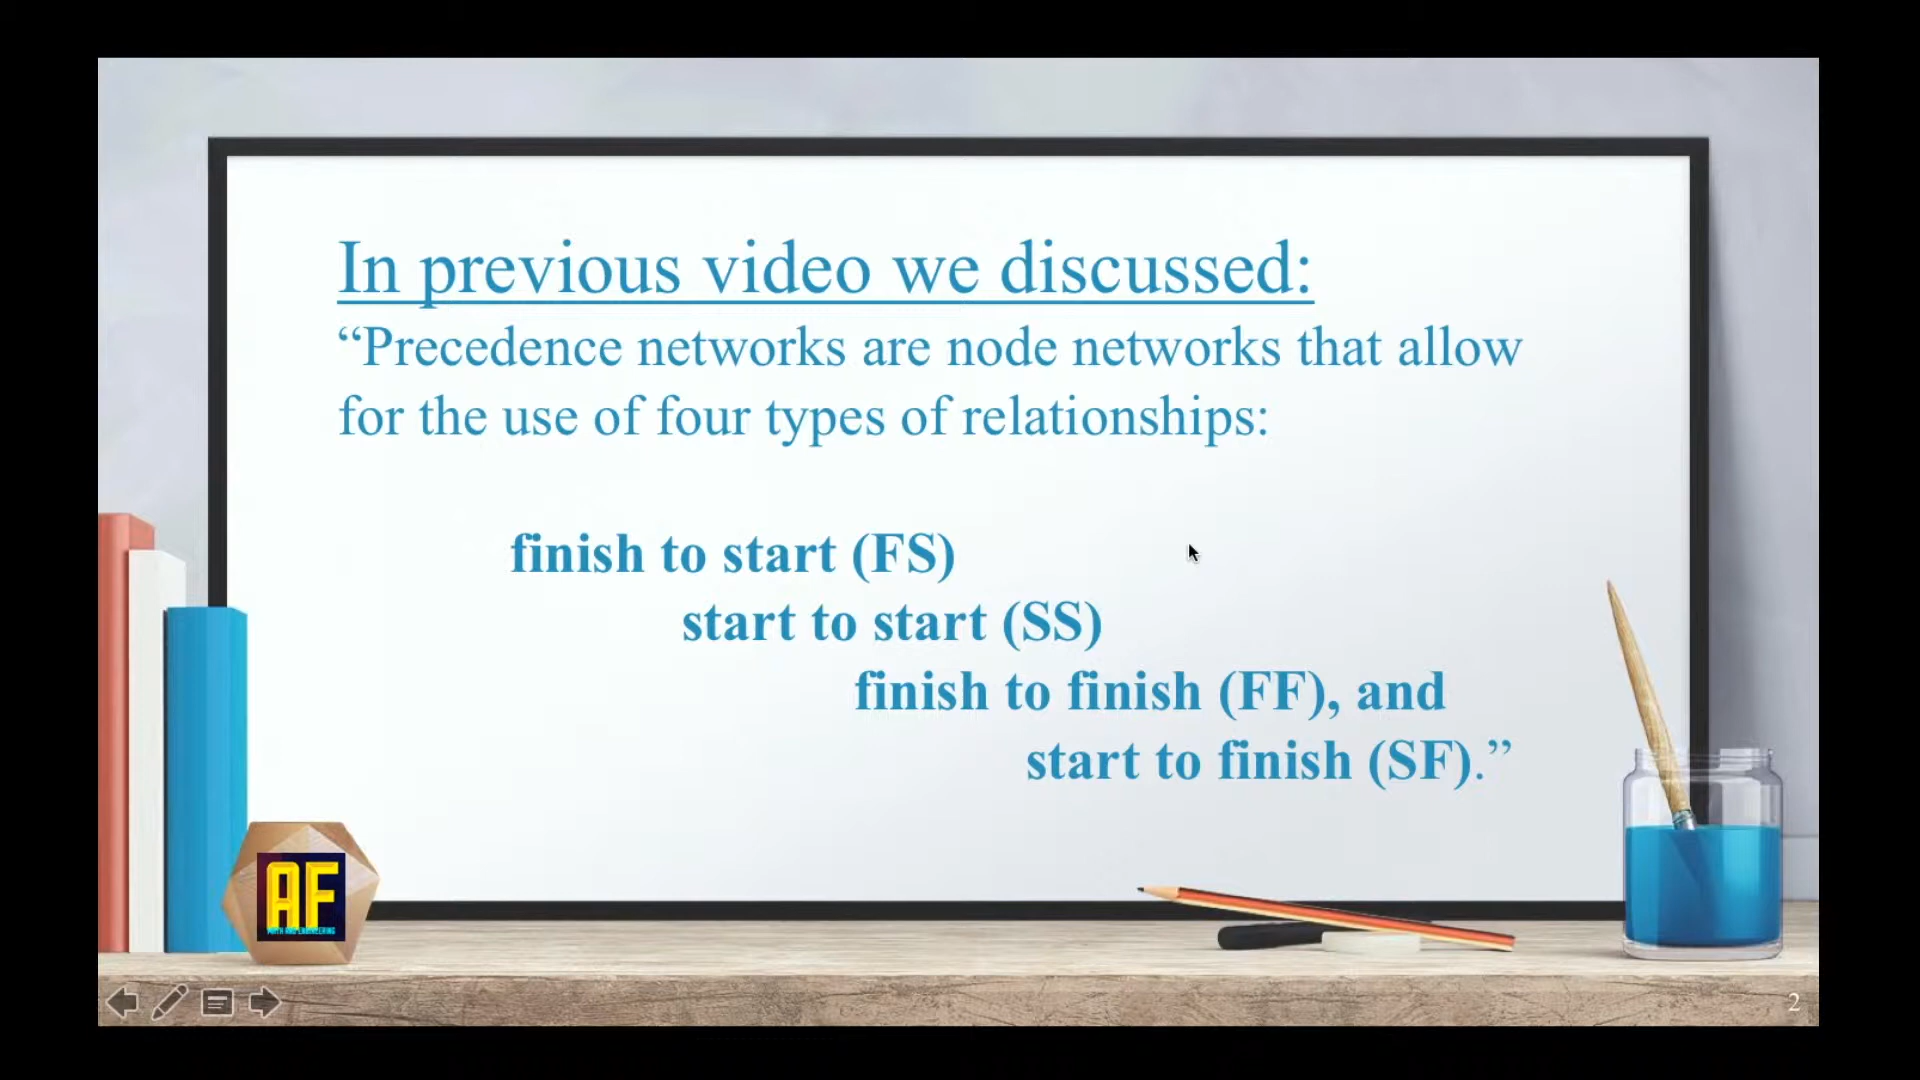 In previous video we discussed:
“Precedence networks are node networks that allow
for the use of four types of relationships:
finish to start (FS)
start to start (SS)
finish to finish (FF), and
start to finish (SF).”
AF
2